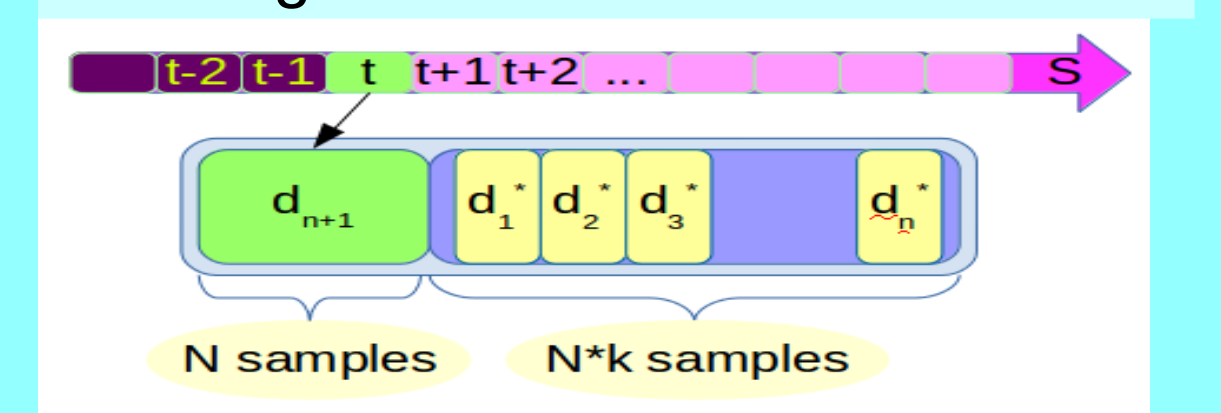 t-2 t-1 t t+1 t+2 ... S
d n+1 d 1 * d 2 * d 3 * d n *
N samples N*k samples